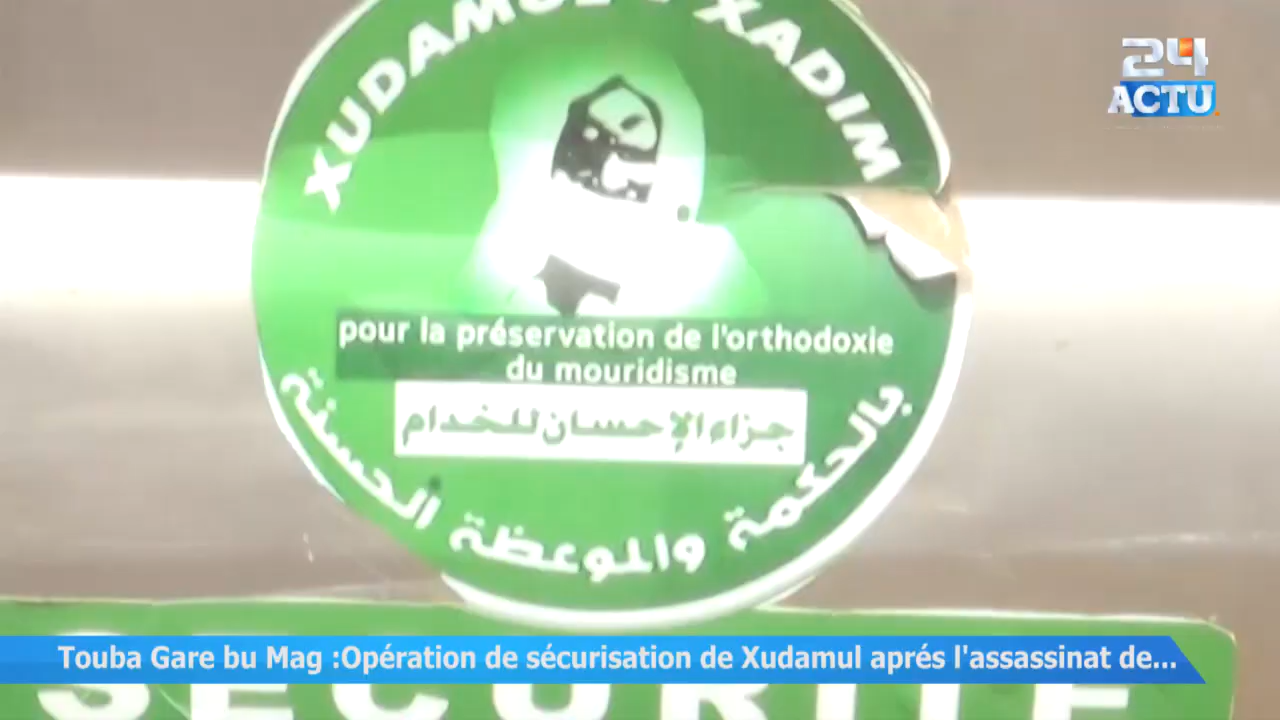 XUDAMUL XADIM
24
ACTU
pour la préservation de l'orthodoxie
du mouridisme
جزاء الإحسان للخدام
بالحكمة والموعظة الحسنة
Touba Gare bu Mag :Opération de sécurisation de Xudamul aprés l'assassinat de...
SECURITE